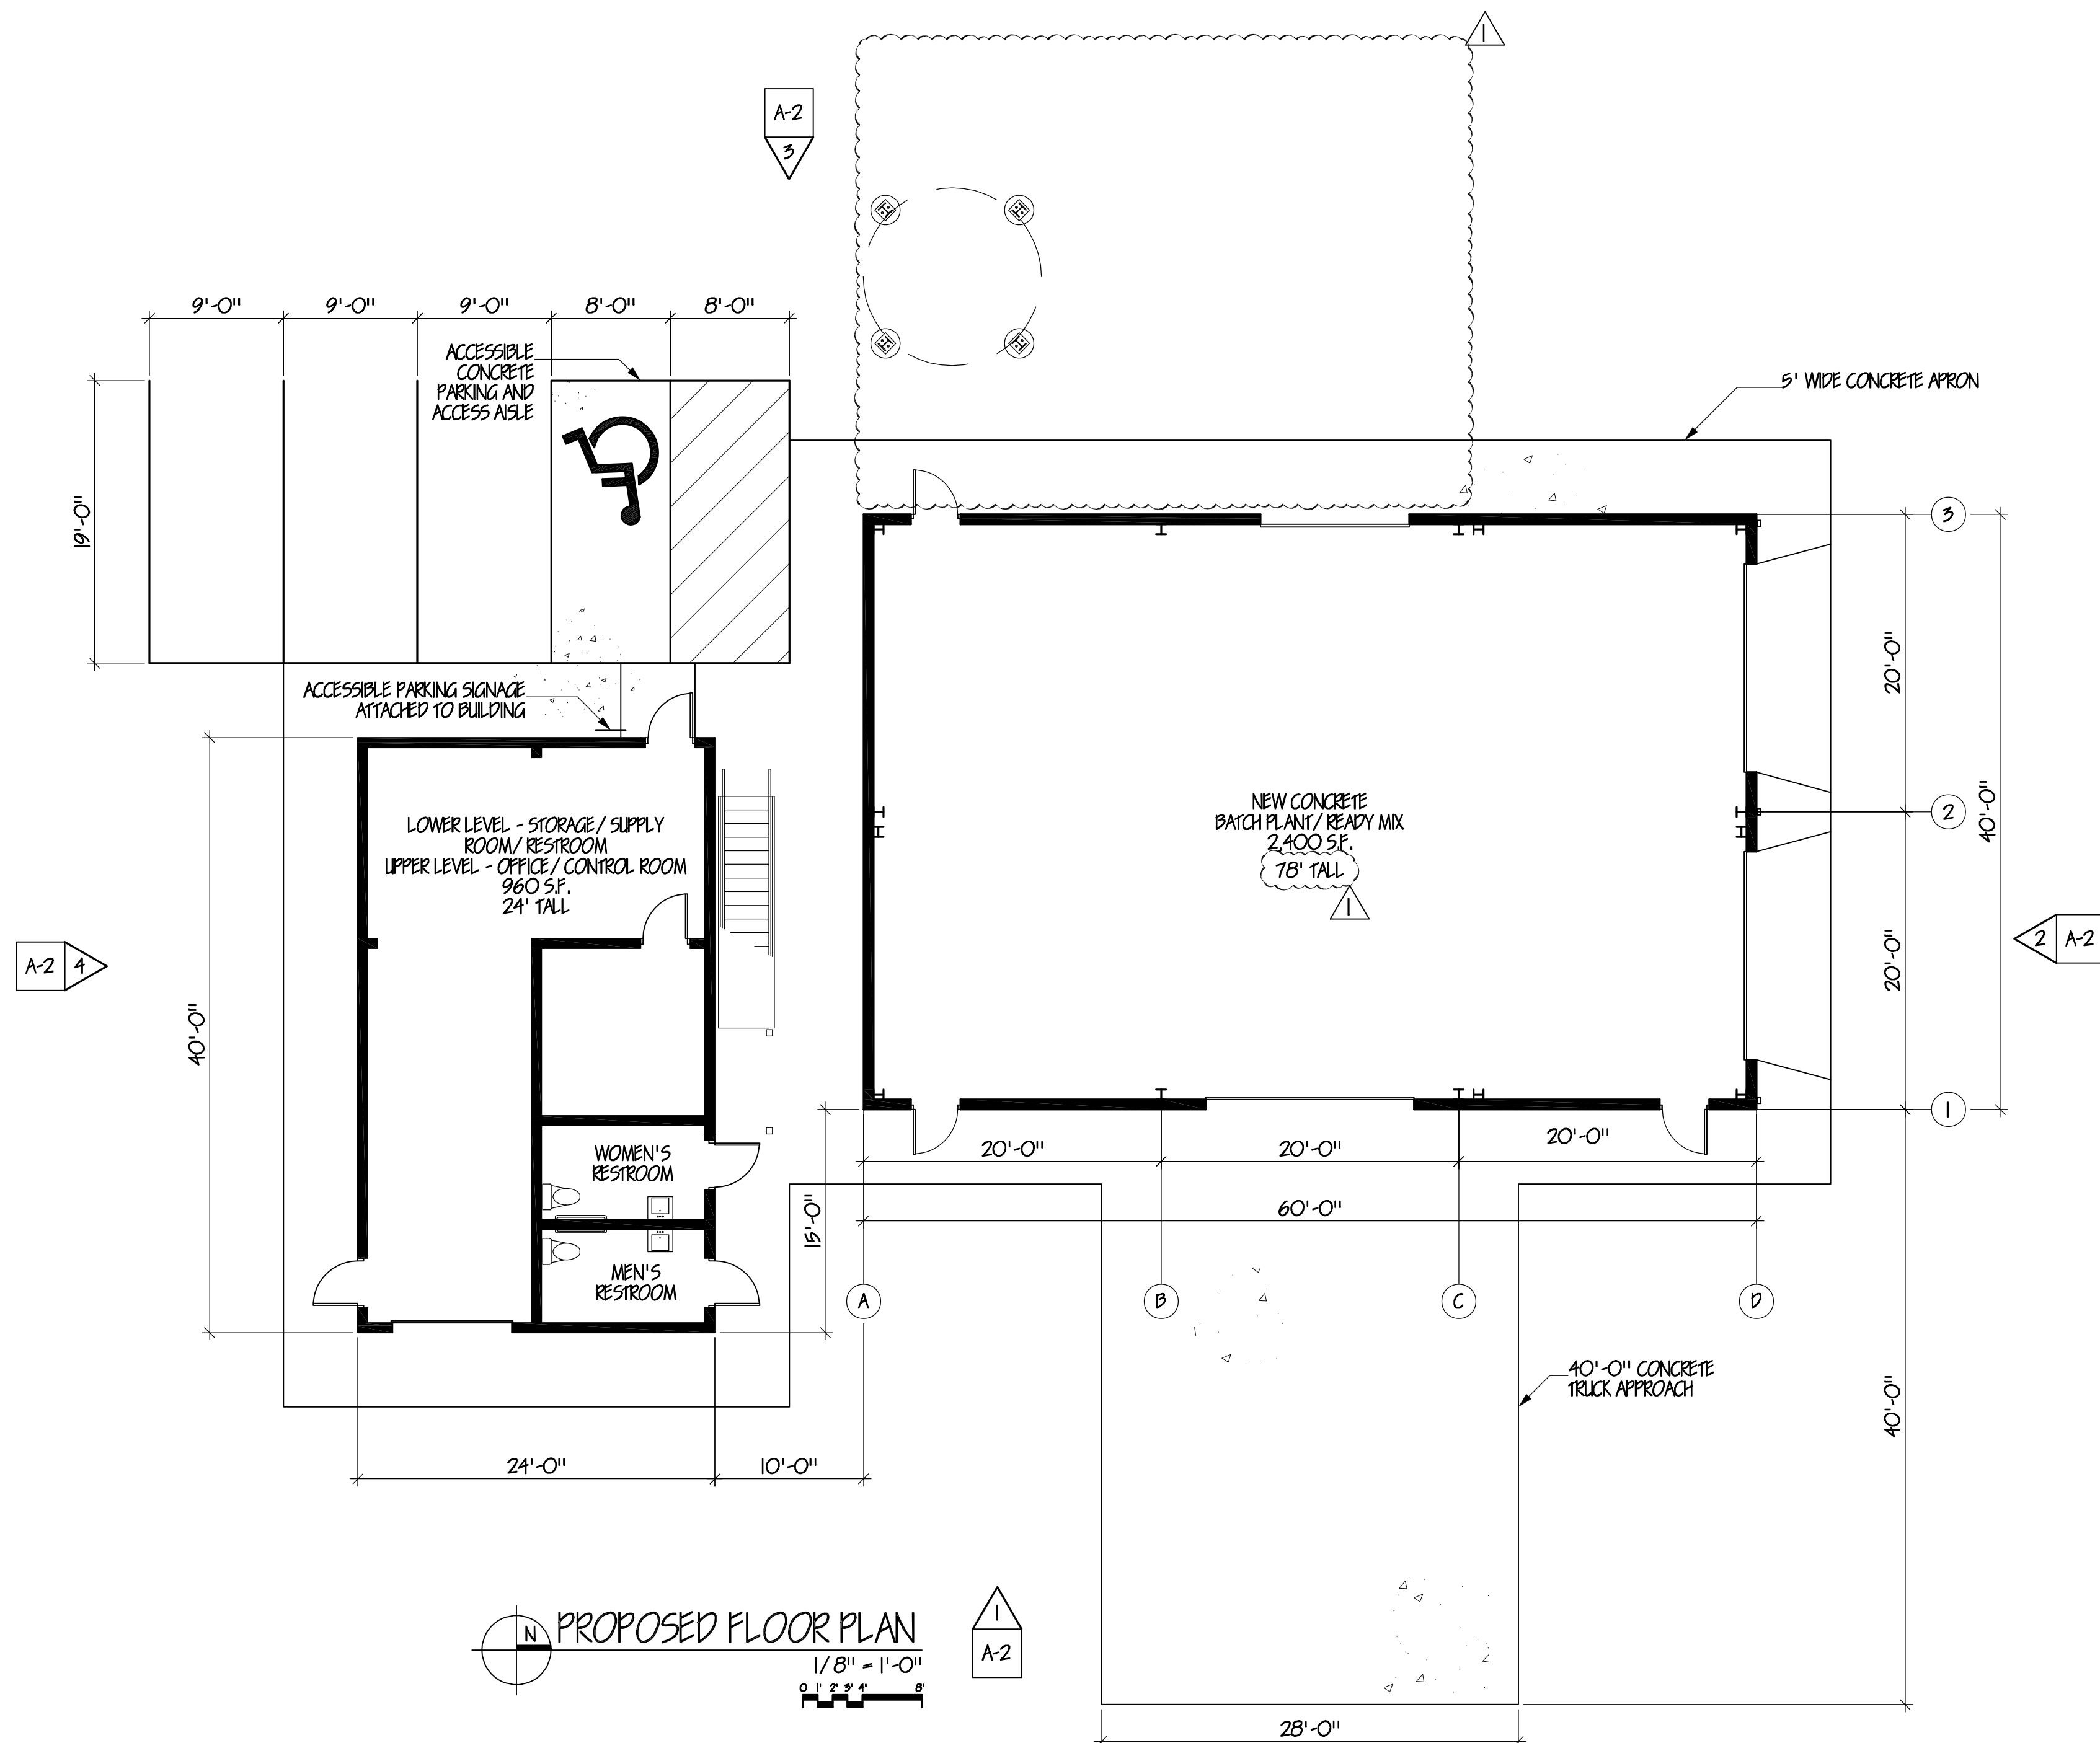 1
A-2
3
9'-0"
9'-0"
9'-0"
8'-0"
8'-0"
ACCESSIBLE
CONCRETE
PARKING AND
ACCESS AISLE
5' WIDE CONCRETE APRON
19'-0"
3
ACCESSIBLE PARKING SIGNAGE
ATTACHED TO BUILDING
20'-0"
LOWER LEVEL - STORAGE/ SUPPLY
ROOM/ RESTROOM
UPPER LEVEL - OFFICE/ CONTROL ROOM
960 S.F.
24' TALL
NEW CONCRETE
BATCH PLANT/ READY MIX
2,400 S.F.
78' TALL
1
2
40'-0"
A-2
4
2
A-2
20'-0"
40'-0"
1
WOMEN'S
RESTROOM
20'-0"
20'-0"
20'-0"
15'-0"
60'-0"
MEN'S
RESTROOM
A
B
C
D
40'-0" CONCRETE
TRUCK APPROACH
40'-0"
24'-0"
10'-0"
N
PROPOSED FLOOR PLAN
1/8" = 1'-0"
0 1' 2' 3' 4' 8'
1
A-2
28'-0"